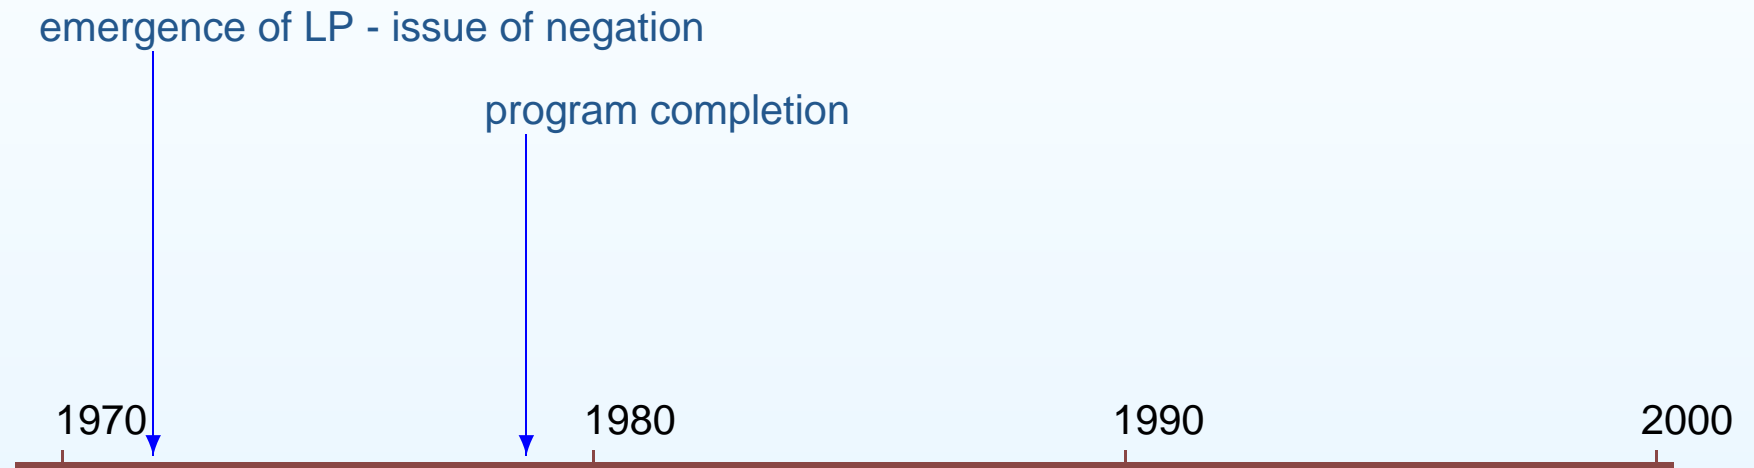 emergence of LP - issue of negation
program completion
1970 1980 1990 2000